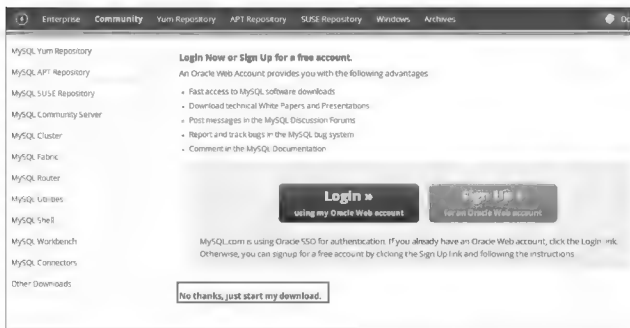 Enterprise Community Yum Repository APT Repository SUSE Repository Windows Archives
MySQL Yum Repository
MySQL APT Repository
MySQL SUSE Repository
MySQL Community Server
MySQL Cluster
MySQL Fabric
MySQL Router
MySQL Utilities
MySQL Shell
MySQL Workbench
MySQL Connectors
Other Downloads
Login Now or Sign Up for a free account.
An Oracle Web Account provides you with the following advantages
• Fast access to MySQL software downloads
• Download technical White Papers and Presentations
• Post messages in the MySQL Discussion Forums
• Report and track bugs in the MySQL bug system
• Comment in the MySQL Documentation
Login »
using my Oracle Web account
Sign Up
for an Oracle Web account
MySQL.com is using Oracle SSO for authentication. If you already have an Oracle Web account, click the Login link.
Otherwise, you can signup for a free account by clicking the Sign Up link and following the instructions
No thanks, just start my download.